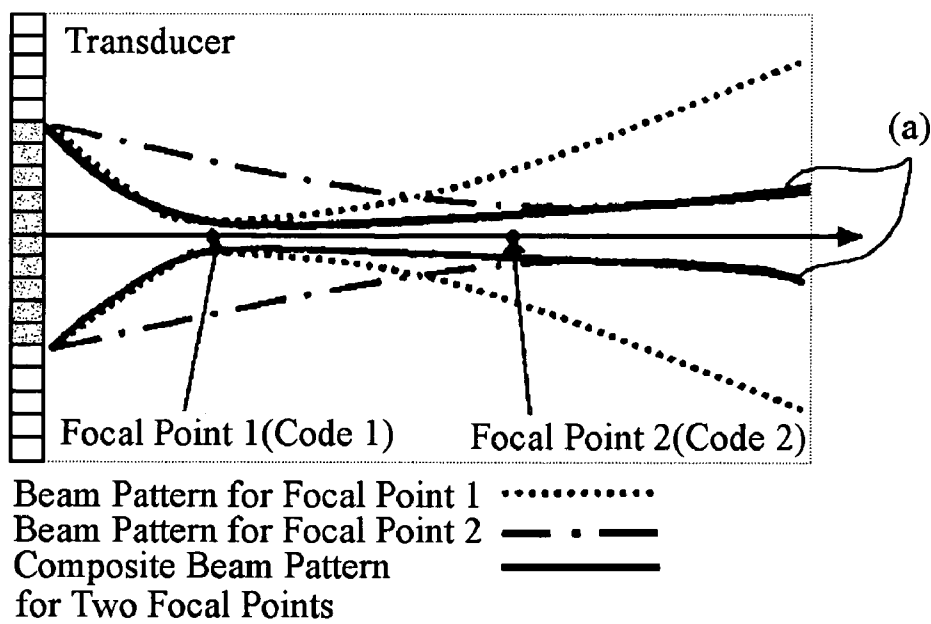 Transducer
(a)
Focal Point 1(Code 1)
Focal Point 2(Code 2)
Beam Pattern for Focal Point 1
Beam Pattern for Focal Point 2
Composite Beam Pattern
for Two Focal Points